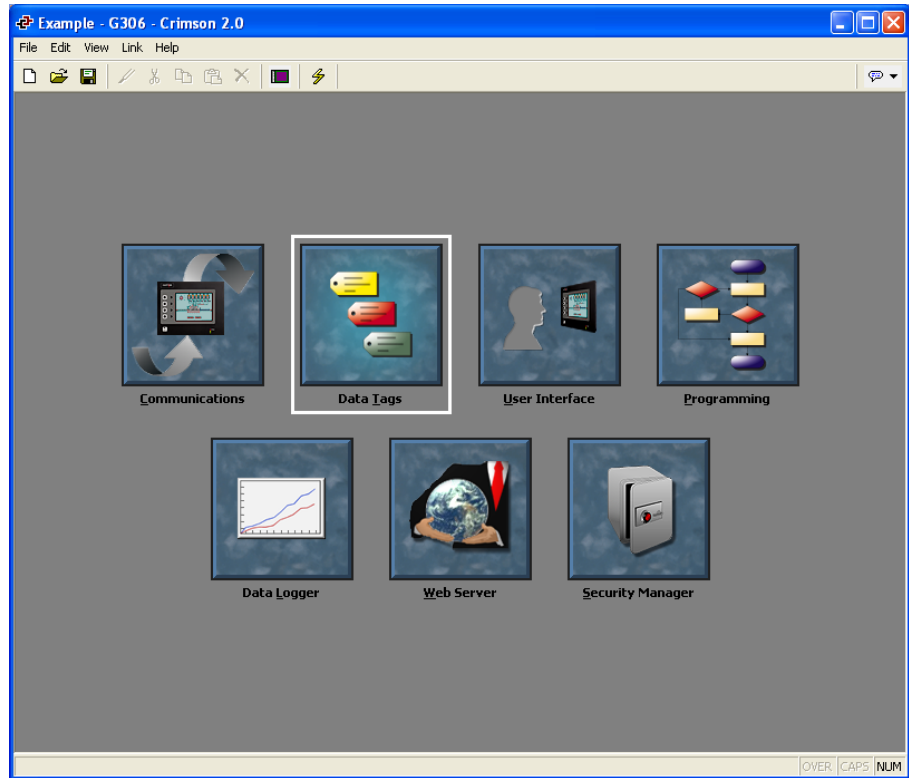 Example - G306 - Crimson 2.0
File Edit View Link Help
Communications
Data Tags
User Interface
Programming
Data Logger
Web Server
Security Manager
OVER CAPS NUM